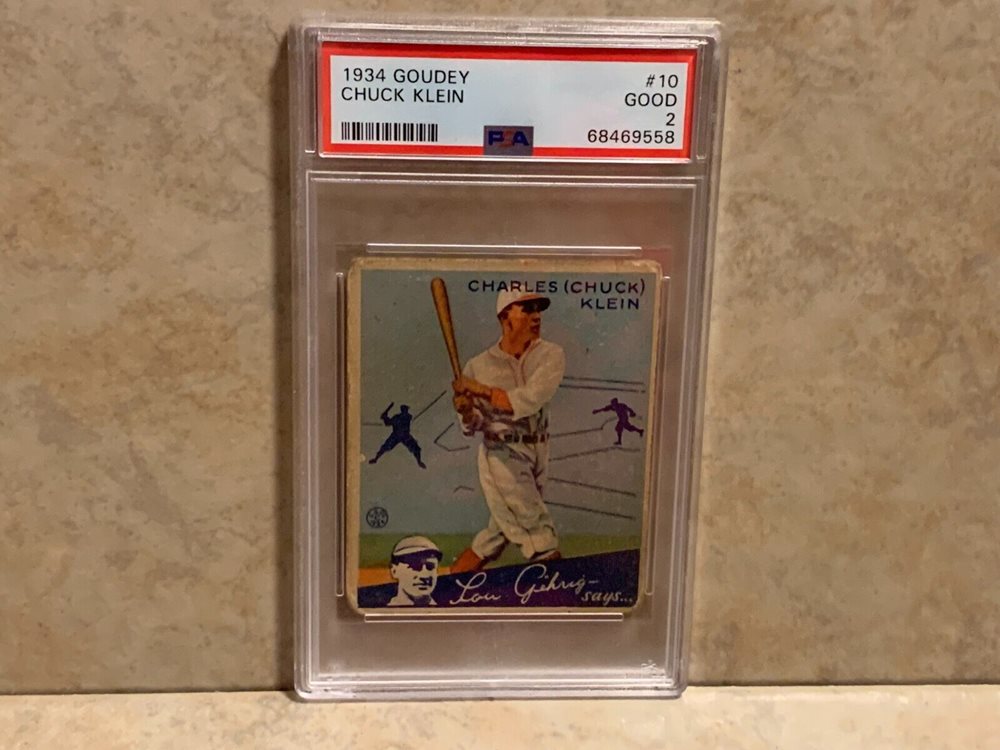 1934 GOUDEY
#10
CHUCK KLEIN
GOOD
2
PSA
68469558
CHARLES (CHUCK)
KLEIN
Lou Gehrig-
says...